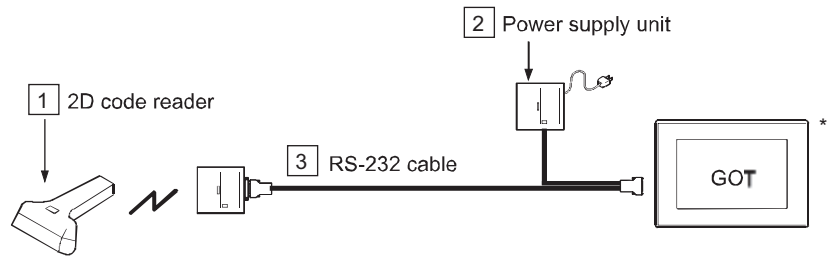 2 Power supply unit
1 2D code reader
*
3 RS-232 cable
GOT